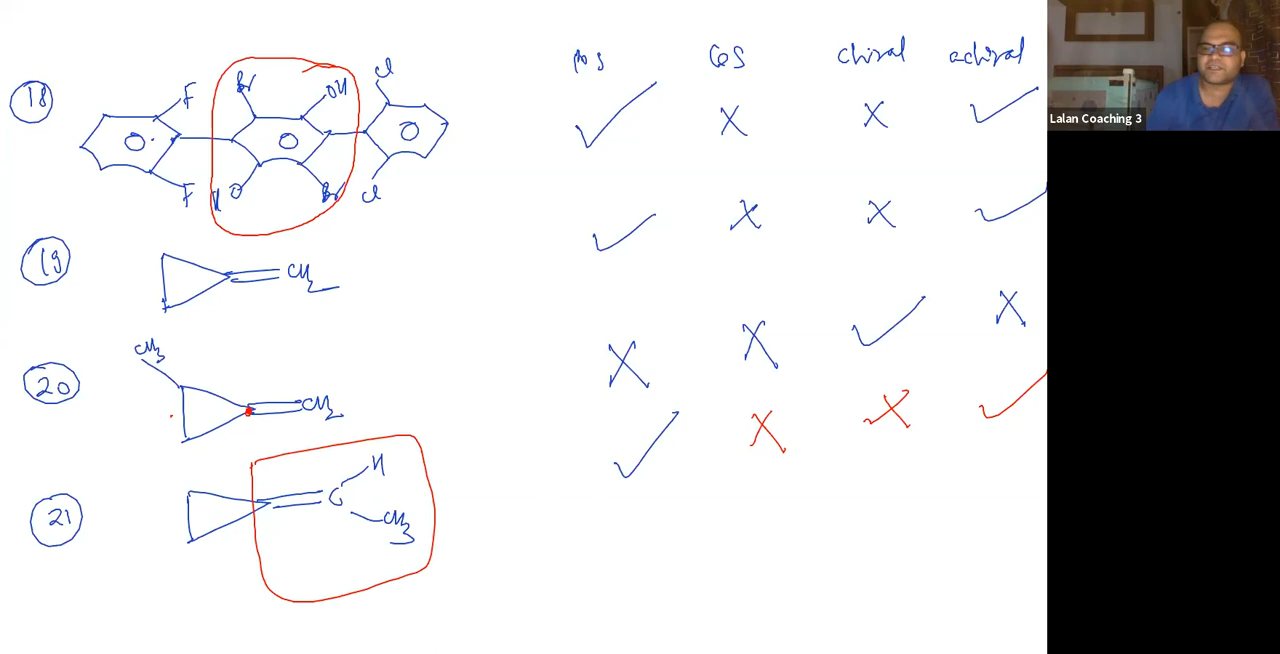 POS COS chiral achiral
18 F F Br OH HO Br Cl Cl ✓ X X ✓
Lalan Coaching 3
19 CH2 ✓ X X ✓
20 CH3 CH2 X X ✓ X
21 C H CH3 ✓ X X ✓